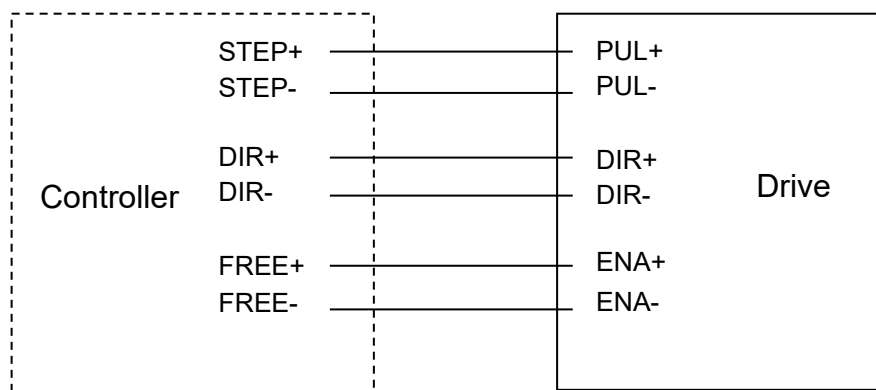 STEP+ PUL+
STEP- PUL-
DIR+ DIR+
Controller DIR- DIR- Drive
FREE+ ENA+
FREE- ENA-